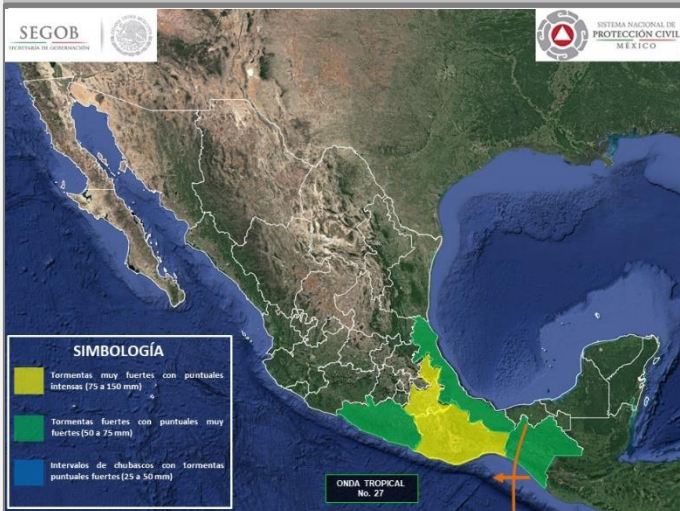 SEGOB
SECRETARÍA DE GOBERNACIÓN
SISTEMA NACIONAL DE
PROTECCIÓN CIVIL
MÉXICO
SIMBOLOGÍA
Tormentas muy fuertes con puntuales
intensas (75 a 150 mm)
Tormentas fuertes con puntuales muy
fuertes (50 a 75 mm)
Intervalos de chubascos con tormentas
puntuales fuertes (25 a 50 mm)
ONDA TROPICAL
No. 27